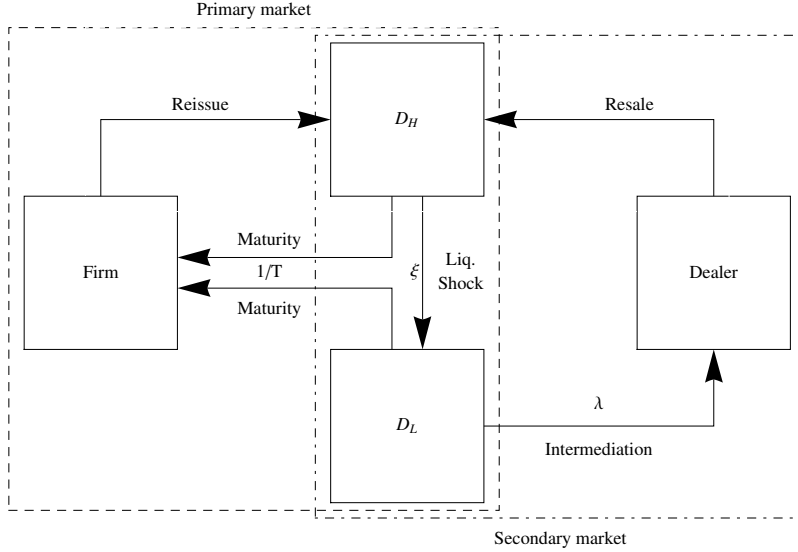 Primary market
Reissue
D_H
Resale
Firm
Maturity
1/T
Maturity
ξ
Liq.
Shock
Dealer
D_L
λ
Intermediation
Secondary market